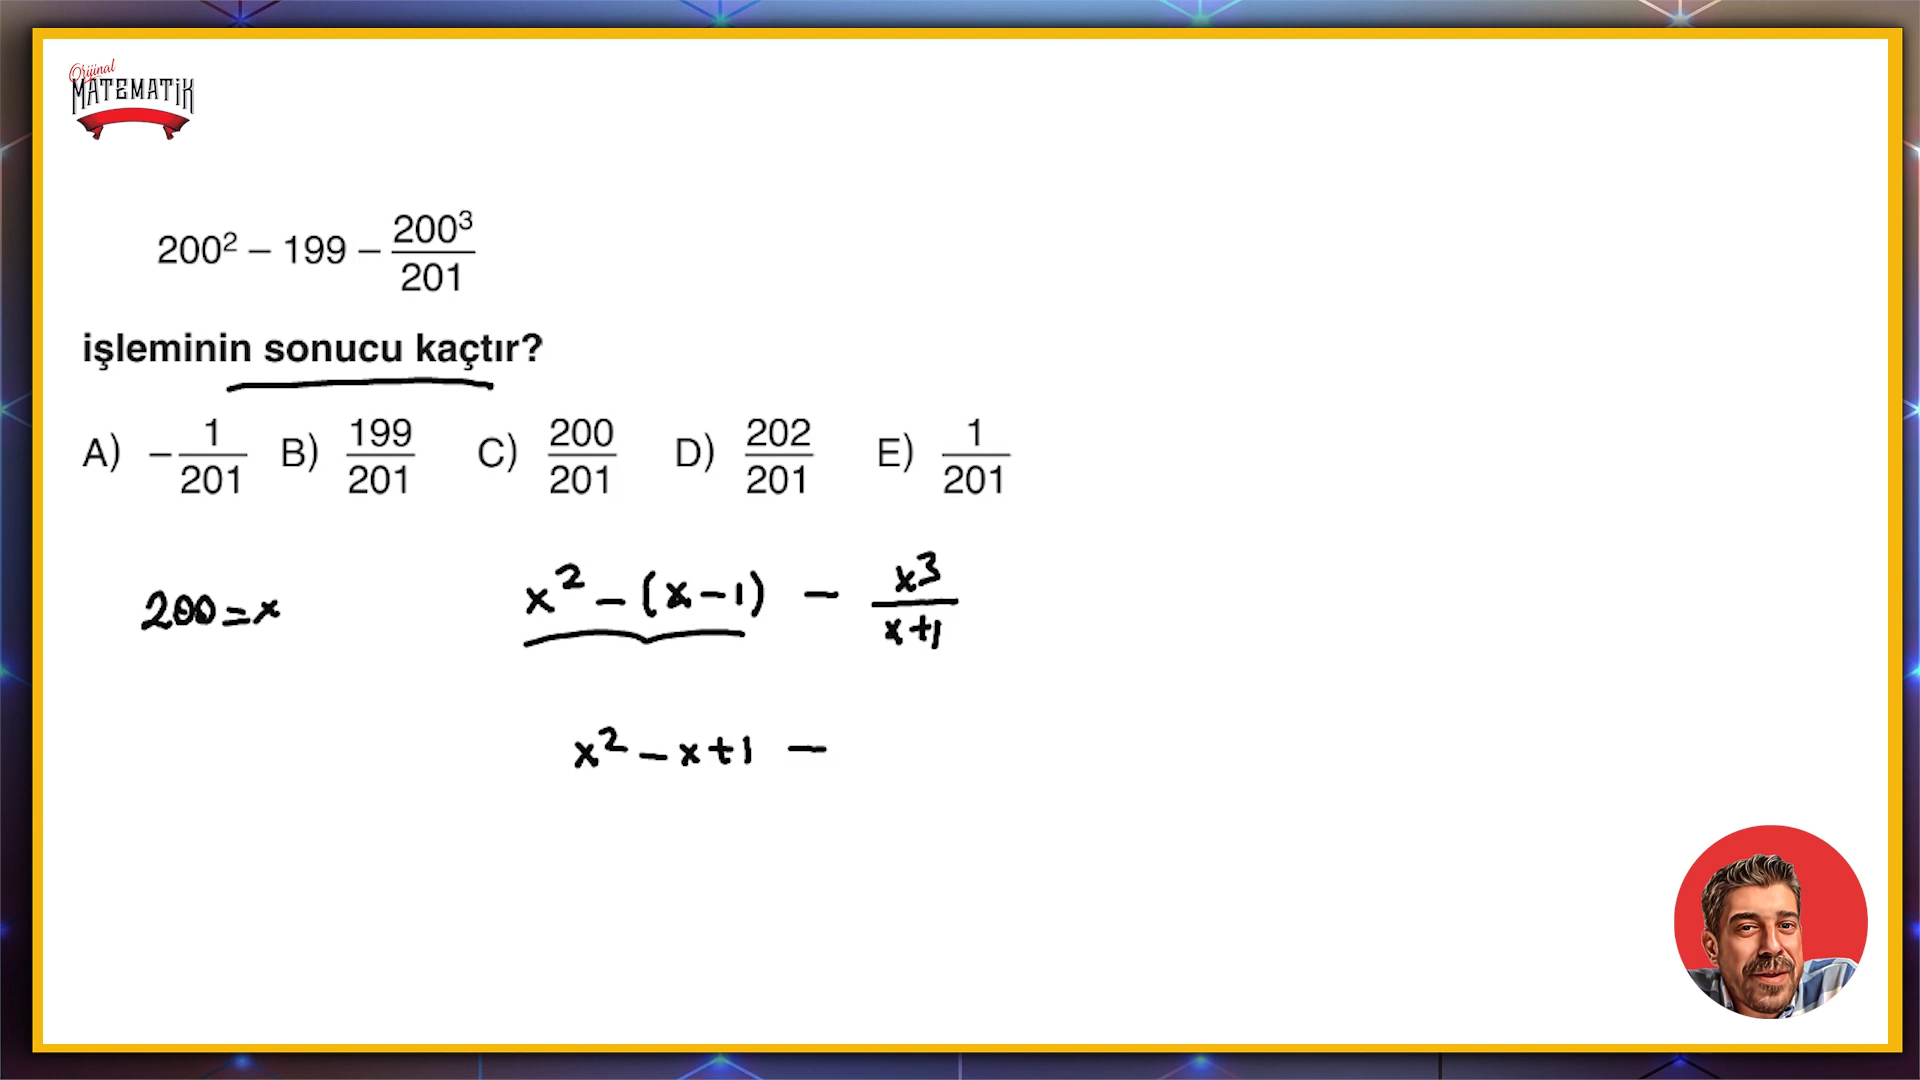 Orijinal
MATEMATİK
200² – 199 – 200³/201
işleminin sonucu kaçtır?
A) – 1/201 B) 199/201 C) 200/201 D) 202/201 E) 1/201
200 = x
x² – (x – 1) – x³/x+1
x² – x + 1 –